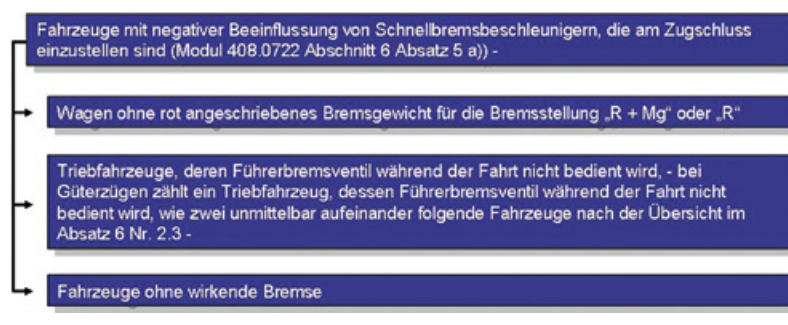 Fahrzeuge mit negativer Beeinflussung von Schnellbremsbeschleunigern, die am Zugschluss
einzustellen sind (Modul 408.0722 Abschnitt 6 Absatz 5 a)) -
Wagen ohne rot angeschriebenes Bremsgewicht für die Bremsstellung „R + Mg“ oder „R“
Triebfahrzeuge, deren Führerbremsventil während der Fahrt nicht bedient wird, - bei
Güterzügen zählt ein Triebfahrzeug, dessen Führerbremsventil während der Fahrt nicht
bedient wird, wie zwei unmittelbar aufeinander folgende Fahrzeuge nach der Übersicht im
Absatz 6 Nr. 2.3 -
Fahrzeuge ohne wirkende Bremse